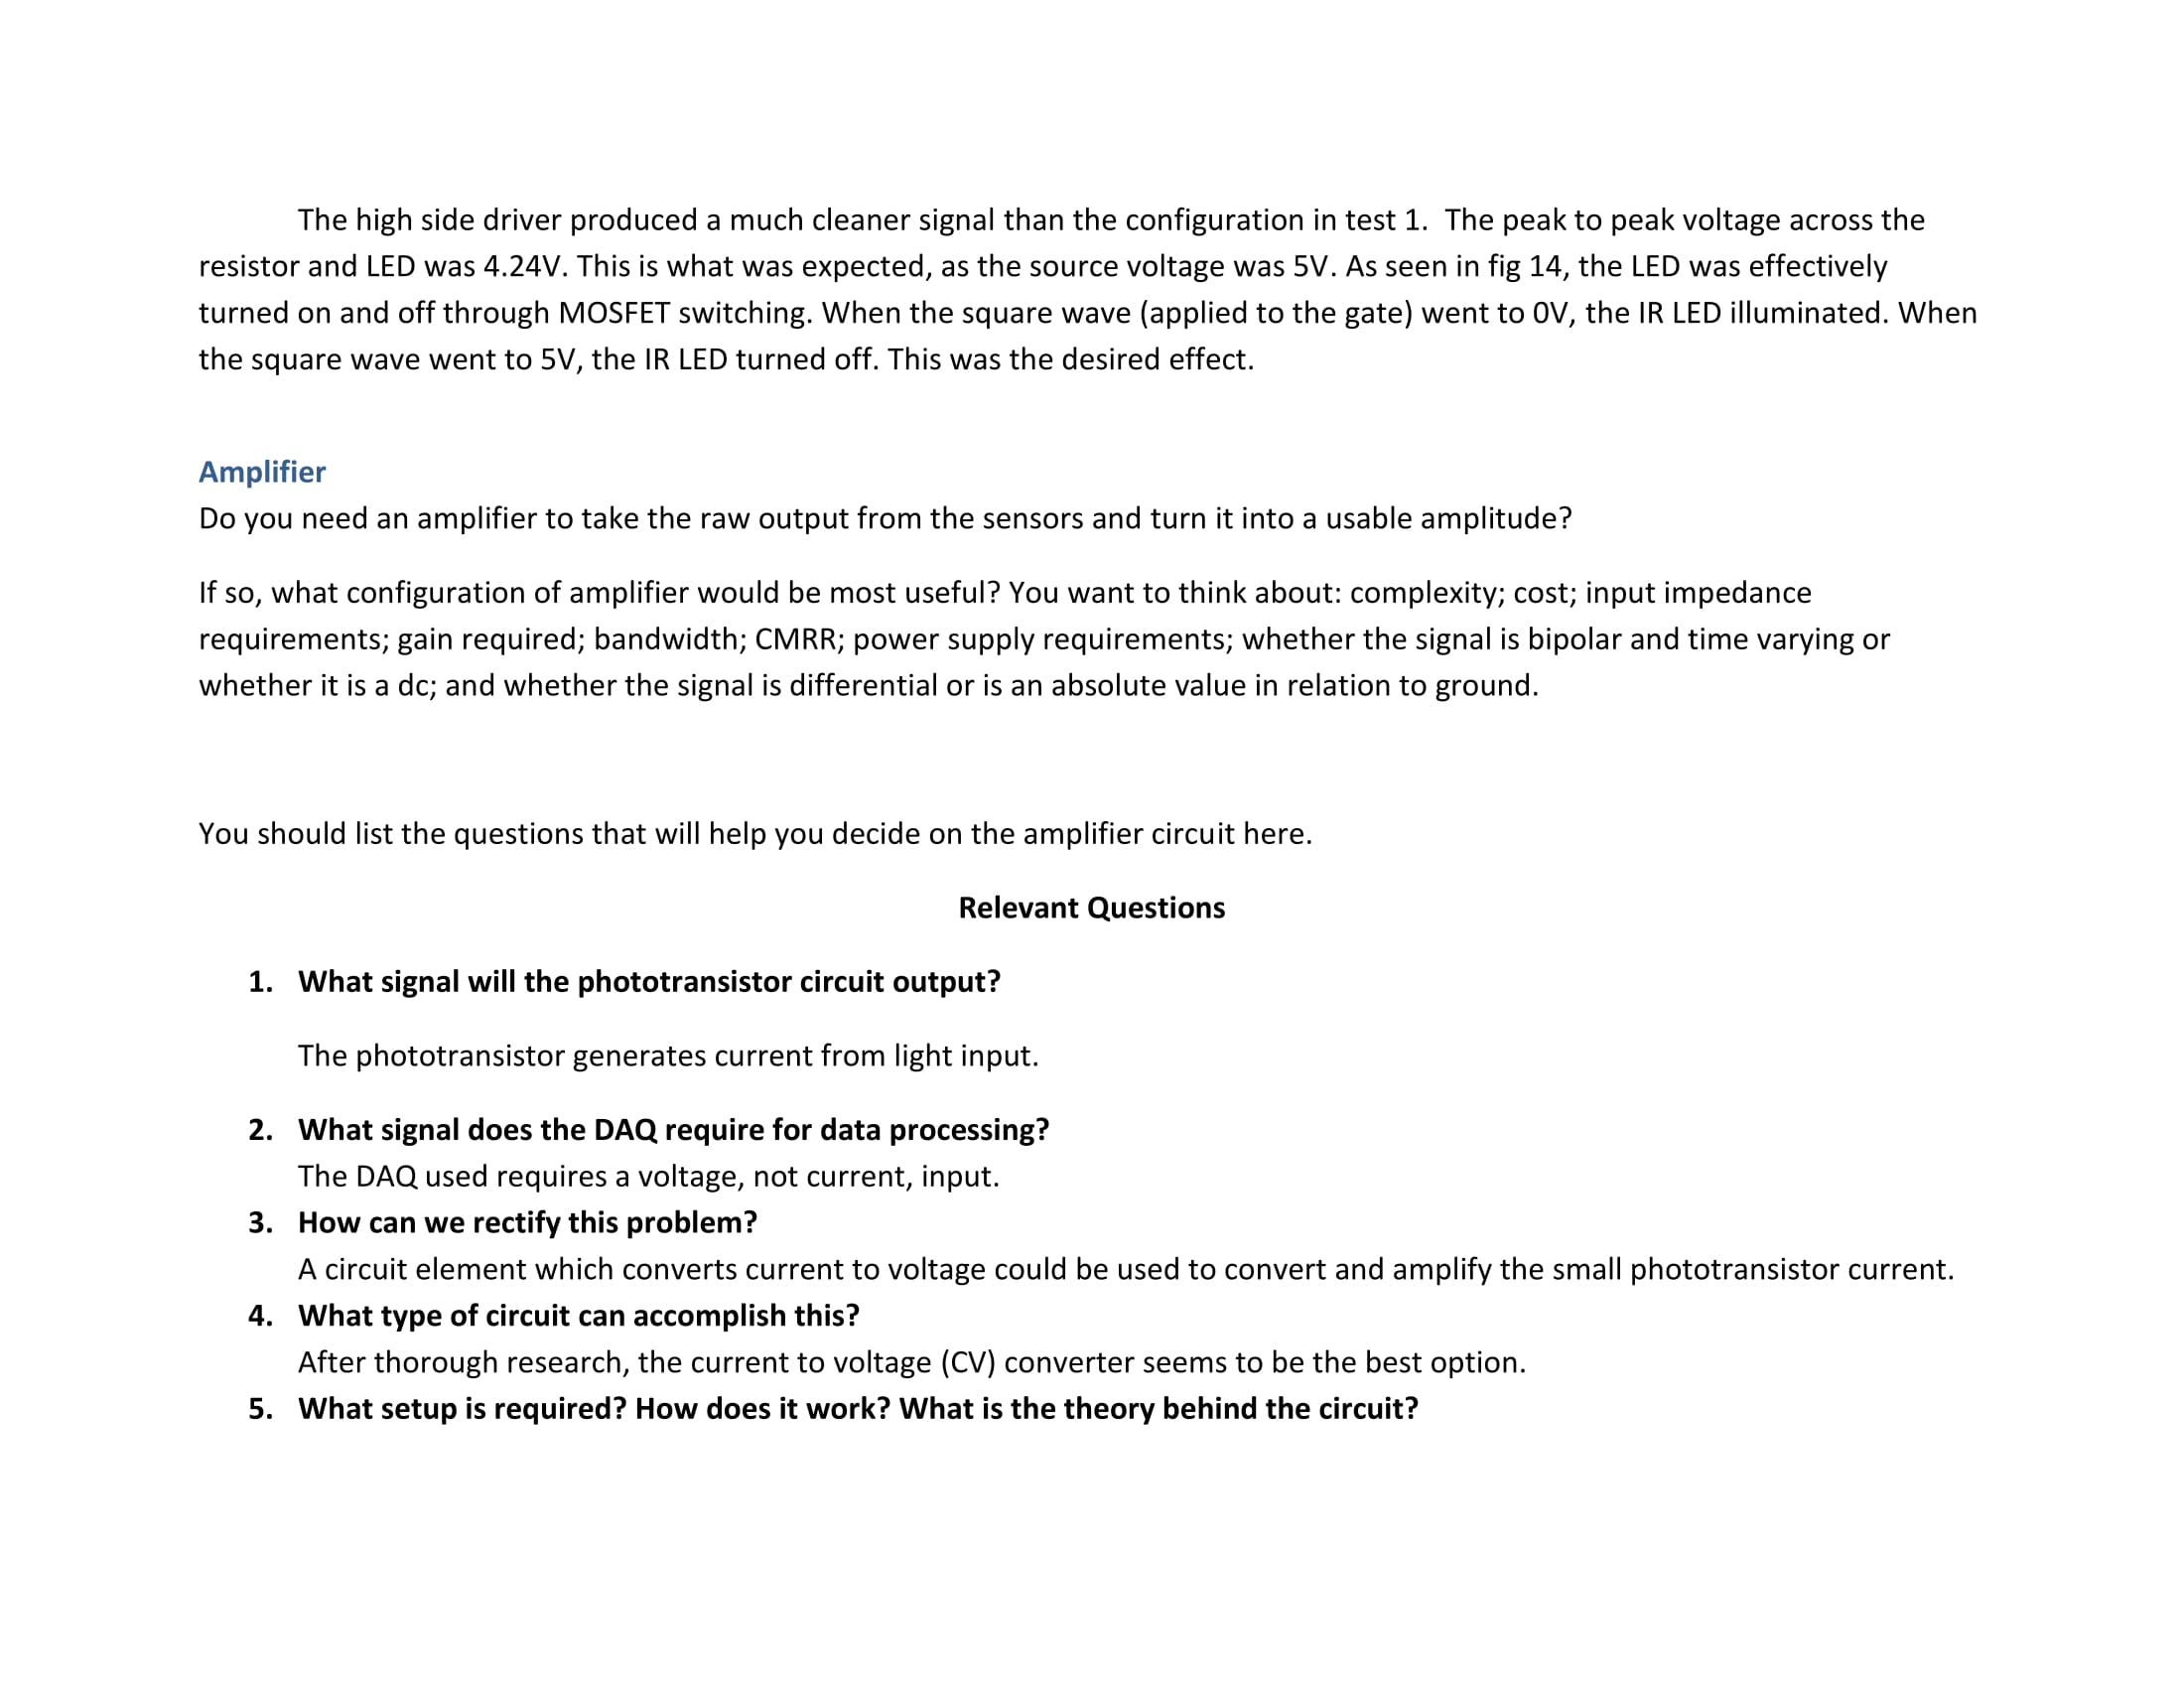 The high side driver produced a much cleaner signal than the configuration in test 1.  The peak to peak voltage across the
resistor and LED was 4.24V. This is what was expected, as the source voltage was 5V. As seen in fig 14, the LED was effectively
turned on and off through MOSFET switching. When the square wave (applied to the gate) went to 0V, the IR LED illuminated. When
the square wave went to 5V, the IR LED turned off. This was the desired effect.
Amplifier
Do you need an amplifier to take the raw output from the sensors and turn it into a usable amplitude?
If so, what configuration of amplifier would be most useful? You want to think about: complexity; cost; input impedance
requirements; gain required; bandwidth; CMRR; power supply requirements; whether the signal is bipolar and time varying or
whether it is a dc; and whether the signal is differential or is an absolute value in relation to ground.
You should list the questions that will help you decide on the amplifier circuit here.
Relevant Questions
1. What signal will the phototransistor circuit output?
The phototransistor generates current from light input.
2. What signal does the DAQ require for data processing?
The DAQ used requires a voltage, not current, input.
3. How can we rectify this problem?
A circuit element which converts current to voltage could be used to convert and amplify the small phototransistor current.
4. What type of circuit can accomplish this?
After thorough research, the current to voltage (CV) converter seems to be the best option.
5. What setup is required? How does it work? What is the theory behind the circuit?